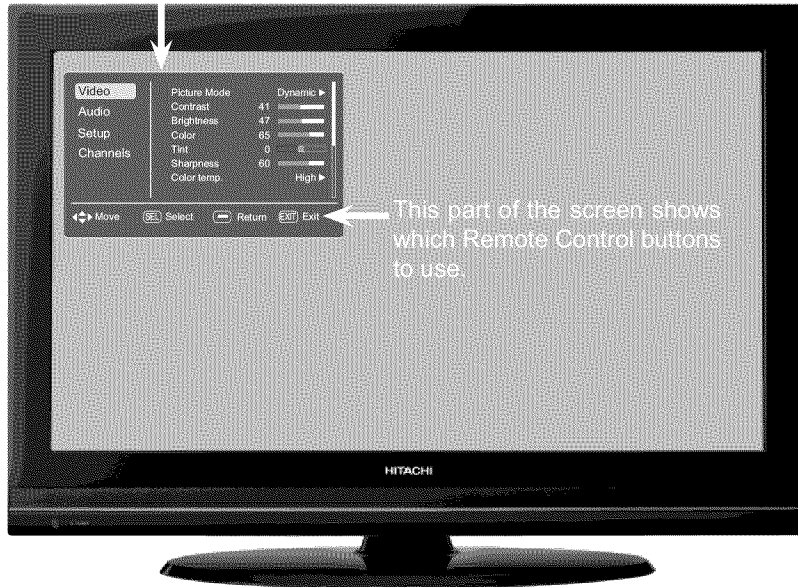 Video
Audio
Setup
Channels
Picture Mode Dynamic
Contrast 41
Brightness 47
Color 65
Tint 0
Sharpness 60
Color temp. High
Move SEL Select Return EXIT Exit
This part of the screen shows
which Remote Control buttons
to use.
HITACHI